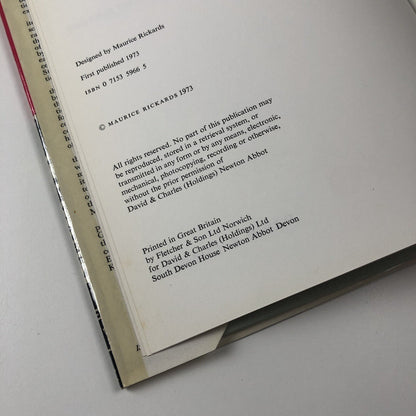 Designed by Maurice Rickards
First published 1973
ISBN 0 7153 5966 5
© MAURICE RICKARDS 1973
All rights reserved. No part of this publication may
be reproduced, stored in a retrieval system, or
transmitted in any form or by any means, electronic,
mechanical, photocopying, recording or otherwise,
without the prior permission of
David & Charles (Holdings) Newton Abbot
Printed in Great Britain
by Fletcher & Son Ltd Norwich
for David & Charles (Holdings) Ltd
South Devon House Newton Abbot Devon